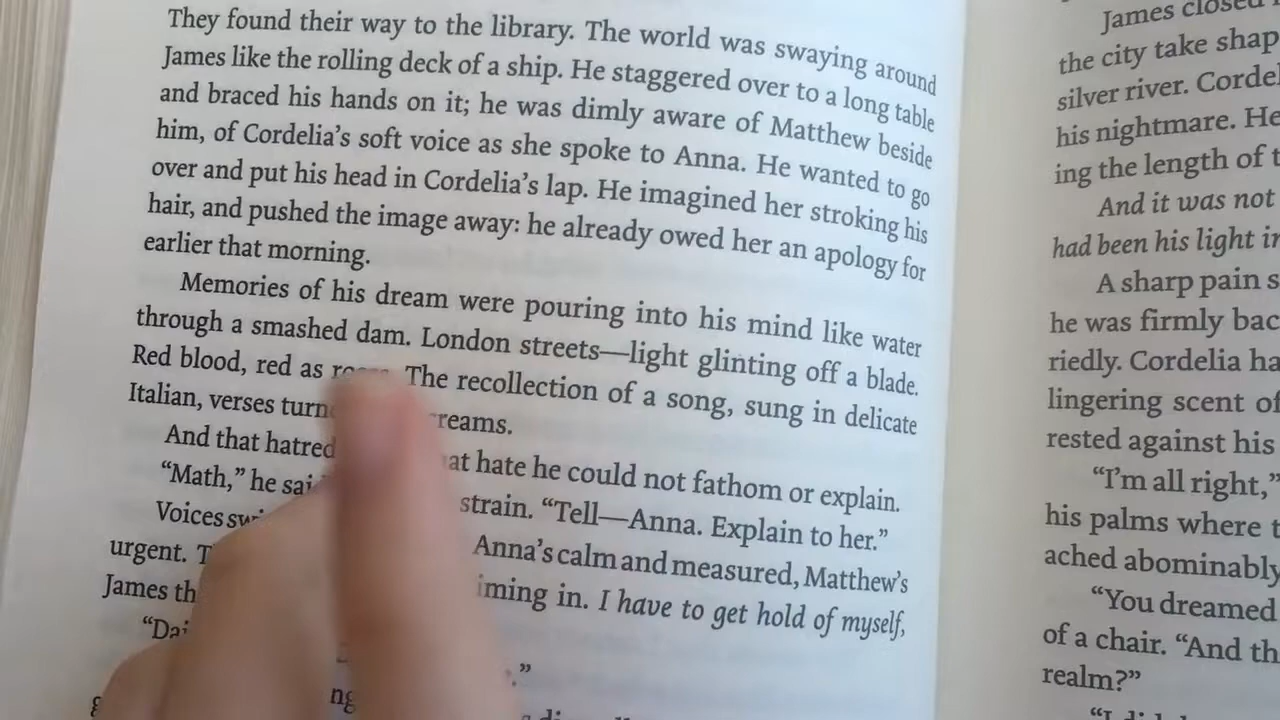 They found their way to the library. The world was swaying around
James like the rolling deck of a ship. He staggered over to a long table
and braced his hands on it; he was dimly aware of Matthew beside
him, of Cordelia's soft voice as she spoke to Anna. He wanted to go
over and put his head in Cordelia's lap. He imagined her stroking his
hair, and pushed the image away: he already owed her an apology for
earlier that morning.
Memories of his dream were pouring into his mind like water
through a smashed dam. London streets—light glinting off a blade.
Red blood, red as The recollection of a song, sung in delicate
Italian, verses
And that hatred hate he could not fathom or explain.
“Math,” he strain. “Tell—Anna. Explain to her.”
Voices Anna's calm and measured, Matthew's
urgent. in. I have to get hold of myself,
James
James closed
the city take
silver river.
his nightmare. He
ing the length of
And it was not
had been his light
A sharp pain
he was firmly
riedly. Cordelia
lingering scent of
rested against his
“I'm all right,”
his palms where
ached abominably
“You dreamed
of a chair. “And
realm?”